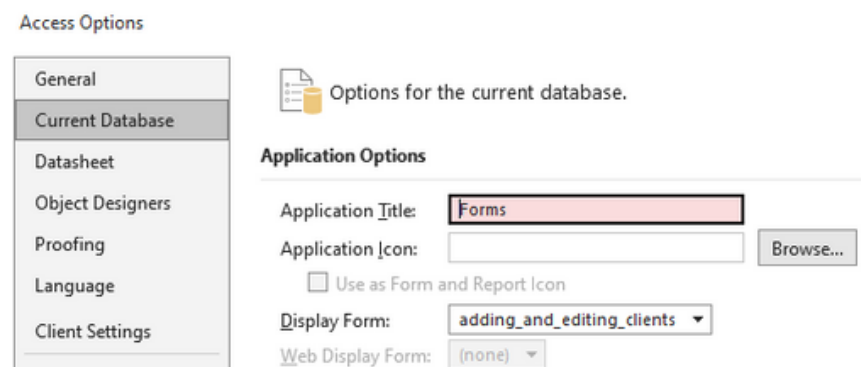 Access Options
General
Current Database
Datasheet
Object Designers
Proofing
Language
Client Settings
Options for the current database.
Application Options
Application Title: Forms
Application Icon: Browse...
Use as Form and Report Icon
Display Form: adding_and_editing_clients
Web Display Form: (none)